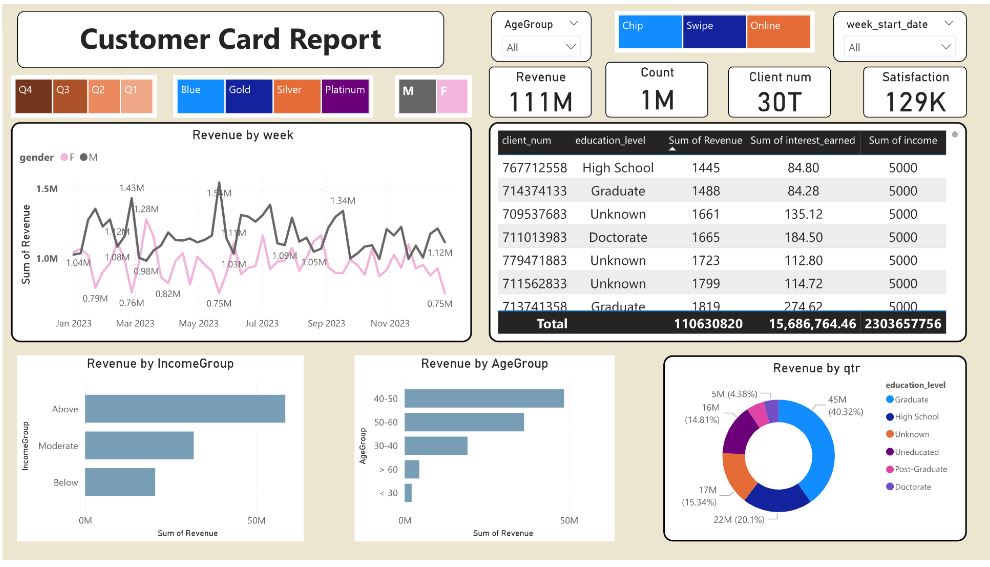 Customer Card Report
AgeGroup
All
Chip Swipe Online
week_start_date
All
Q4 Q3 Q2 Q1
Blue Gold Silver Platinum
M F
Revenue
111M
Count
1M
Client num
30T
Satisfaction
129K
Revenue by week
gender F M
Sum of Revenue
1.5M
1.0M
1.04M
0.79M
1.12M
1.43M
1.28M
1.08M
0.98M
0.76M
0.82M
1.54M
1.11M
1.03M
0.75M
1.09M
1.05M
1.34M
1.12M
0.75M
Jan 2023 Mar 2023 May 2023 Jul 2023 Sep 2023 Nov 2023
client_num education_level Sum of Revenue Sum of interest_earned Sum of income
767712558 High School 1445 84.80 5000
714374133 Graduate 1488 84.28 5000
709537683 Unknown 1661 135.12 5000
711013983 Doctorate 1665 184.50 5000
779471883 Unknown 1723 112.80 5000
711562833 Unknown 1799 114.72 5000
713741358 Graduate 1819 274.62 5000
Total 110630820 15,686,764.46 2303657756
Revenue by IncomeGroup
IncomeGroup
Above
Moderate
Below
0M 50M
Sum of Revenue
Revenue by AgeGroup
AgeGroup
40-50
50-60
30-40
> 60
< 30
0M 50M
Sum of Revenue
Revenue by qtr
5M (4.38%)
45M
(40.32%)
16M
(14.81%)
17M
(15.34%)
22M (20.1%)
education_level
Graduate
High School
Unknown
Uneducated
Post-Graduate
Doctorate